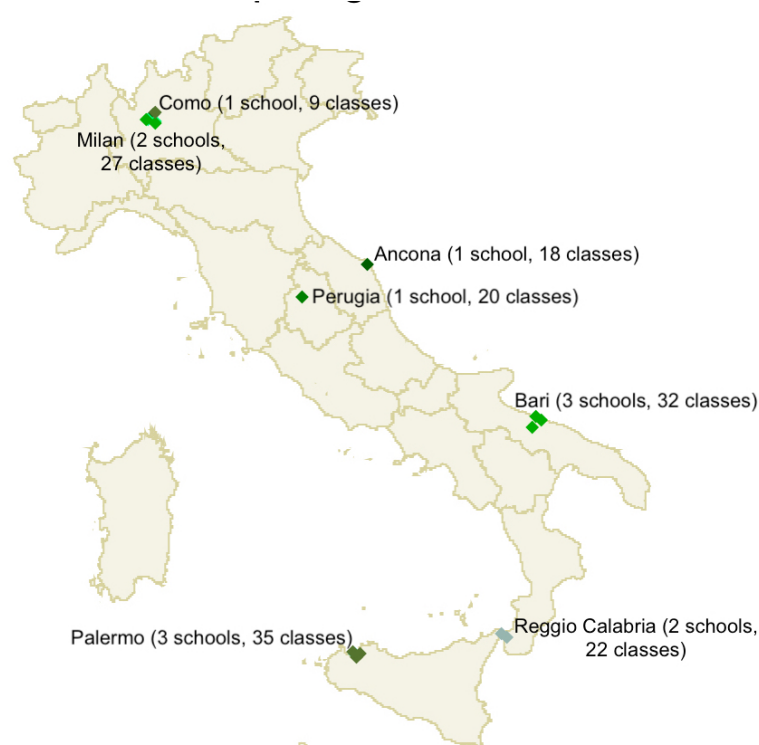 Como (1 school, 9 classes)
Milan (2 schools,
27 classes)
Ancona (1 school, 18 classes)
Perugia (1 school, 20 classes)
Bari (3 schools, 32 classes)
Reggio Calabria (2 schools,
22 classes)
Palermo (3 schools, 35 classes)